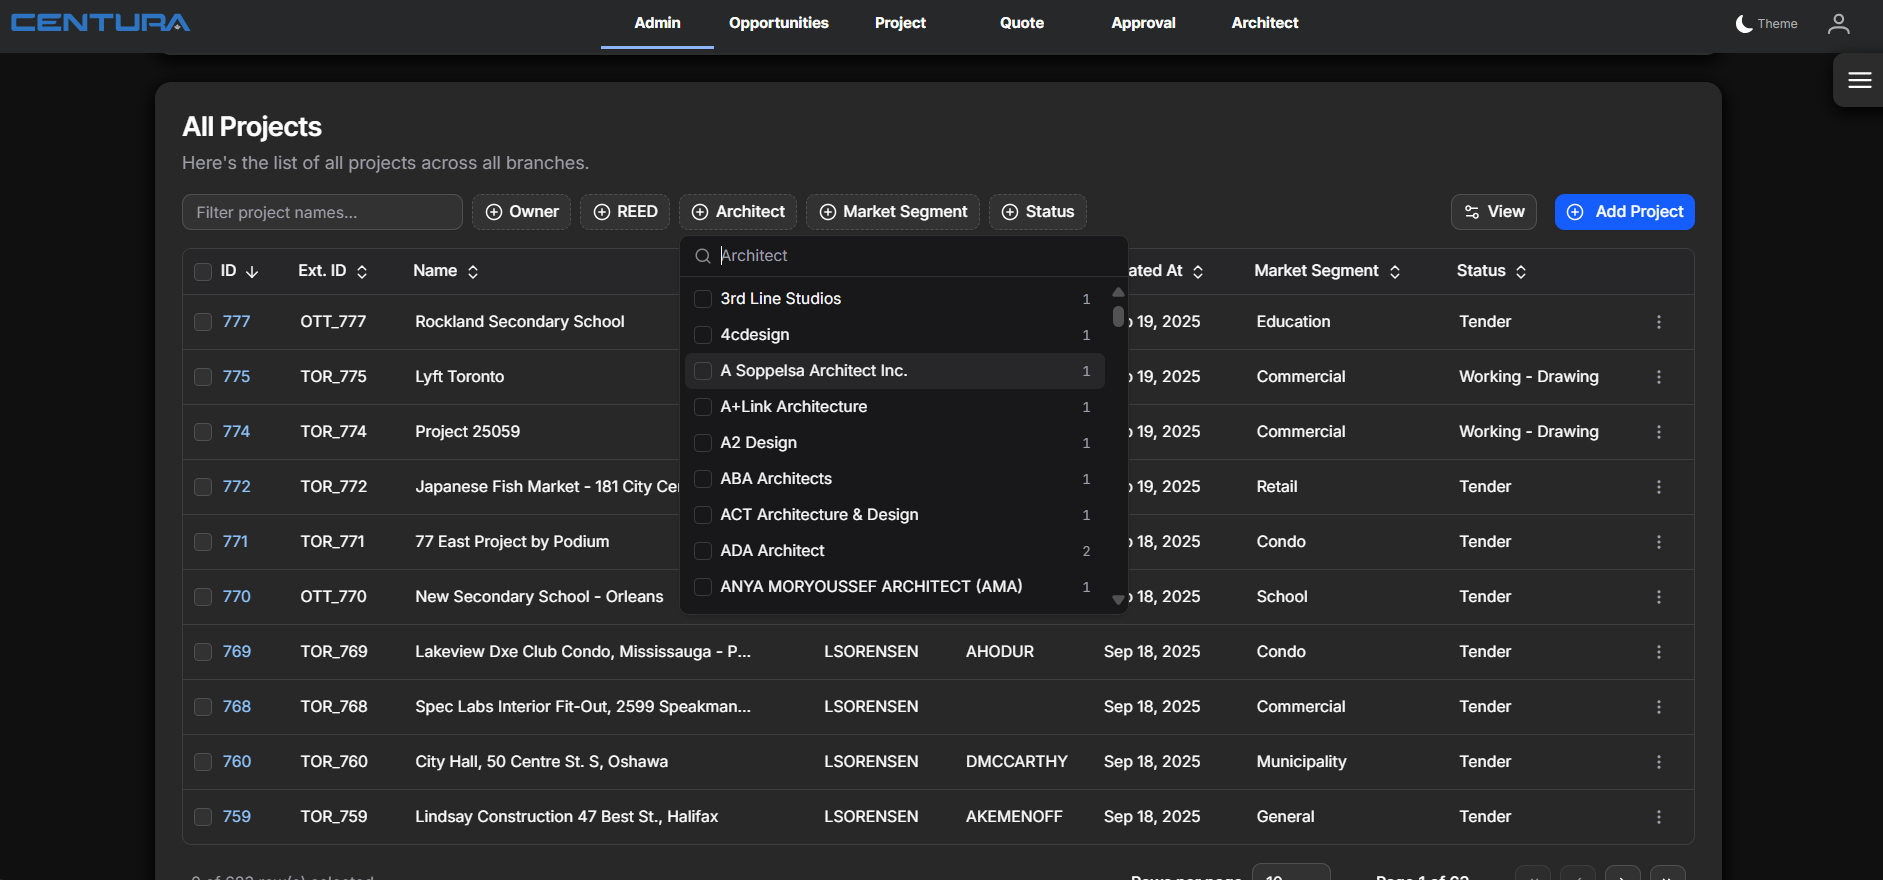 CENTURA
Admin Opportunities Project Quote Approval Architect Theme
All Projects
Here's the list of all projects across all branches.
Filter project names... Owner REED Architect Market Segment Status View Add Project
Architect
ID Ext. ID Name ated At Market Segment Status
3rd Line Studios 1
777 OTT_777 Rockland Secondary School 19, 2025 Education Tender
4cdesign 1
A Soppelsa Architect Inc. 1
775 TOR_775 Lyft Toronto 19, 2025 Commercial Working - Drawing
A+Link Architecture 1
774 TOR_774 Project 25059 19, 2025 Commercial Working - Drawing
A2 Design 1
ABA Architects 1
772 TOR_772 Japanese Fish Market - 181 City Ce 19, 2025 Retail Tender
ACT Architecture & Design 1
771 TOR_771 77 East Project by Podium 18, 2025 Condo Tender
ADA Architect 2
ANYA MORYOUSSEF ARCHITECT (AMA) 1
770 OTT_770 New Secondary School - Orleans 18, 2025 School Tender
769 TOR_769 Lakeview Dxe Club Condo, Mississauga - P... LSORENSEN AHODUR Sep 18, 2025 Condo Tender
768 TOR_768 Spec Labs Interior Fit-Out, 2599 Speakman... LSORENSEN Sep 18, 2025 Commercial Tender
760 TOR_760 City Hall, 50 Centre St. S, Oshawa LSORENSEN DMCCARTHY Sep 18, 2025 Municipality Tender
759 TOR_759 Lindsay Construction 47 Best St., Halifax LSORENSEN AKEMENOFF Sep 18, 2025 General Tender
row(s) selected Rows per page 10 Page 1 of